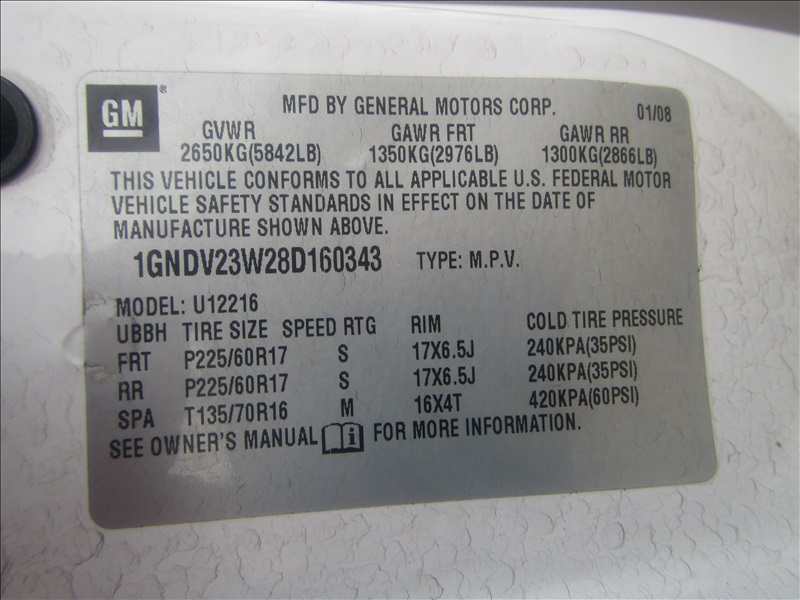 GM ® MFD BY GENERAL MOTORS CORP. 01/08
GVWR GAWR FRT GAWR RR
2650KG(5842LB) 1350KG(2976LB) 1300KG(2866LB)
THIS VEHICLE CONFORMS TO ALL APPLICABLE U.S. FEDERAL MOTOR
VEHICLE SAFETY STANDARDS IN EFFECT ON THE DATE OF
MANUFACTURE SHOWN ABOVE.
1GNDV23W28D160343 TYPE: M.P.V.
MODEL: U12216
UBBH TIRE SIZE SPEED RTG RIM COLD TIRE PRESSURE
FRT P225/60R17 S 17X6.5J 240KPA(35PSI)
RR P225/60R17 S 17X6.5J 240KPA(35PSI)
SPA T135/70R16 M 16X4T 420KPA(60PSI)
SEE OWNER'S MANUAL i FOR MORE INFORMATION.